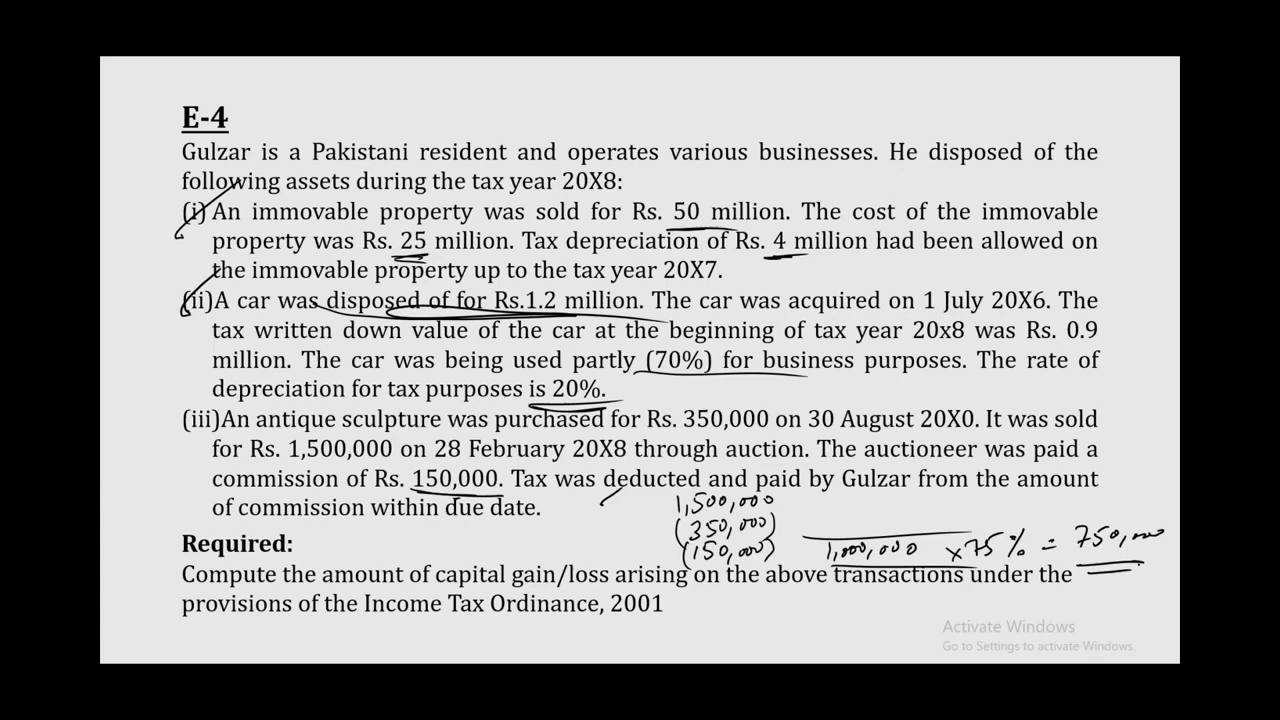 E-4
Gulzar is a Pakistani resident and operates various businesses. He disposed of the
following assets during the tax year 20X8:
(i) An immovable property was sold for Rs. 50 million. The cost of the immovable
property was Rs. 25 million. Tax depreciation of Rs. 4 million had been allowed on
the immovable property up to the tax year 20X7.
(ii)A car was disposed of for Rs.1.2 million. The car was acquired on 1 July 20X6. The
tax written down value of the car at the beginning of tax year 20x8 was Rs. 0.9
million. The car was being used partly (70%) for business purposes. The rate of
depreciation for tax purposes is 20%.
(iii)An antique sculpture was purchased for Rs. 350,000 on 30 August 20X0. It was sold
for Rs. 1,500,000 on 28 February 20X8 through auction. The auctioneer was paid a
commission of Rs. 150,000. Tax was deducted and paid by Gulzar from the amount
of commission within due date.
1,500,000
(350,000)
(150,000) 1,000,000 x75% = 750,000
Required:
Compute the amount of capital gain/loss arising on the above transactions under the
provisions of the Income Tax Ordinance, 2001
Activate Windows
Go to Settings to activate Windows.